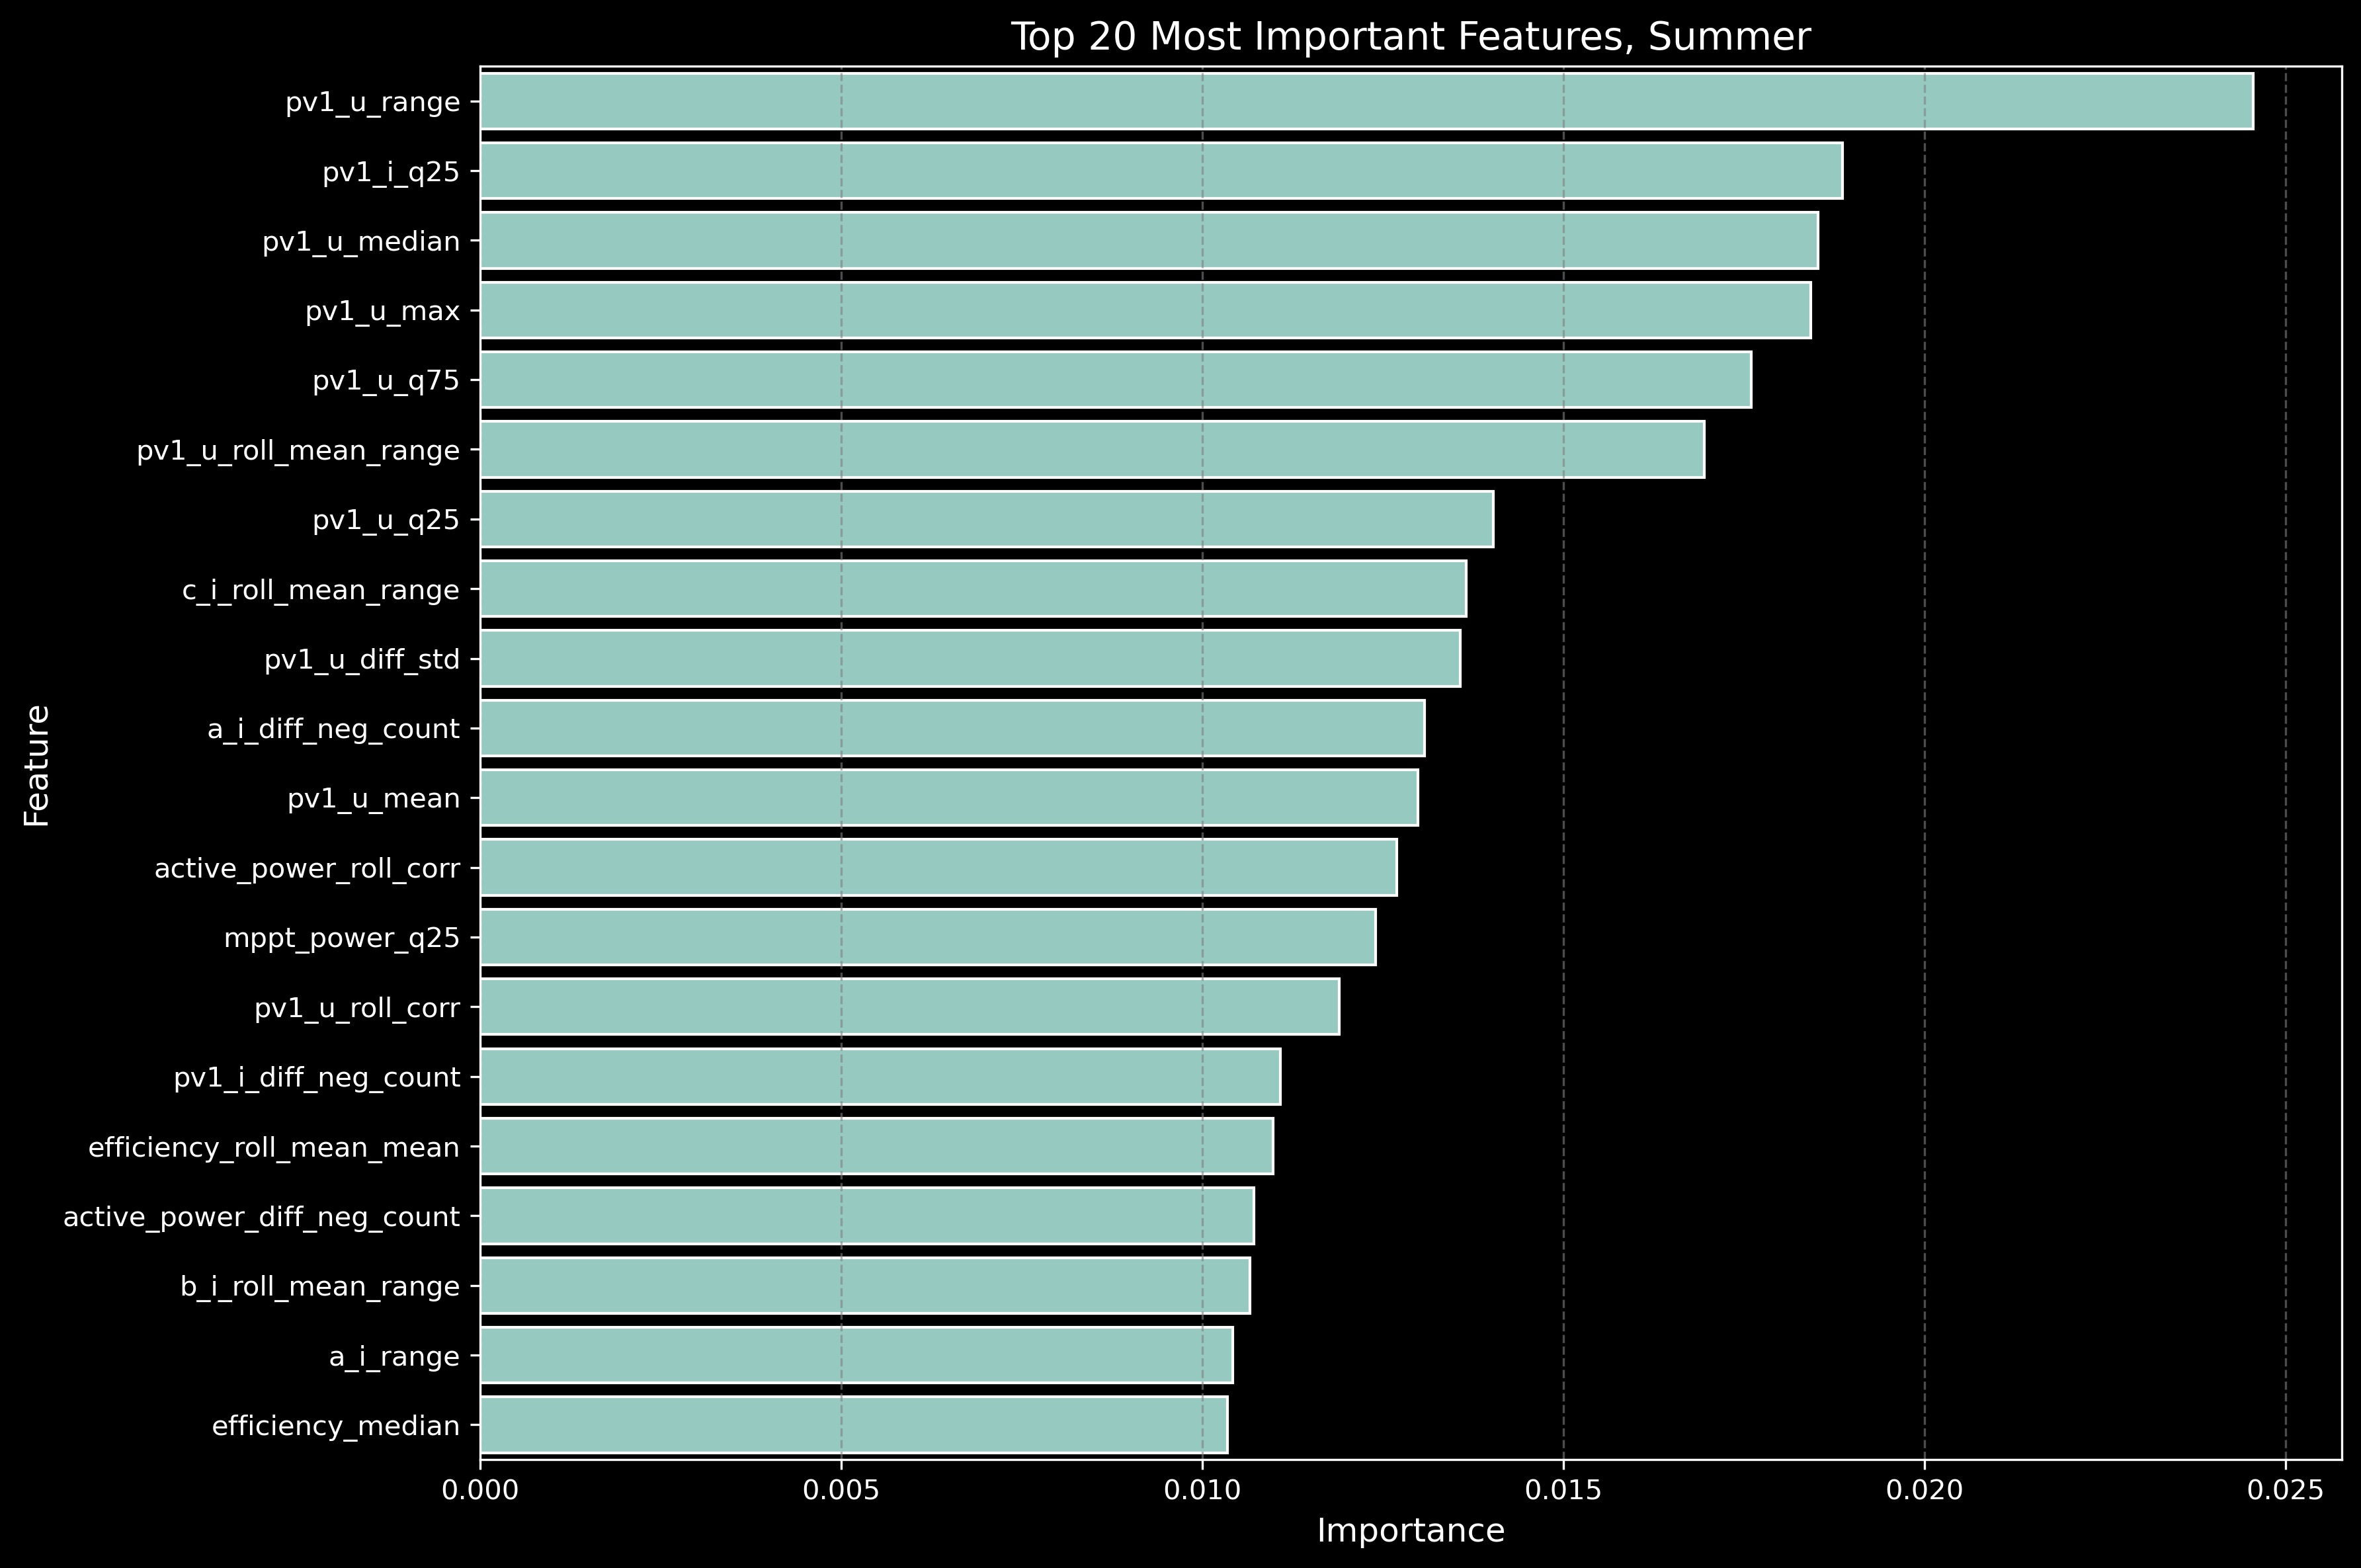 Top 20 Most Important Features, Summer
Feature
pv1_u_range
pv1_i_q25
pv1_u_median
pv1_u_max
pv1_u_q75
pv1_u_roll_mean_range
pv1_u_q25
c_i_roll_mean_range
pv1_u_diff_std
a_i_diff_neg_count
pv1_u_mean
active_power_roll_corr
mppt_power_q25
pv1_u_roll_corr
pv1_i_diff_neg_count
efficiency_roll_mean_mean
active_power_diff_neg_count
b_i_roll_mean_range
a_i_range
efficiency_median
0.000 0.005 0.010 0.015 0.020 0.025
Importance